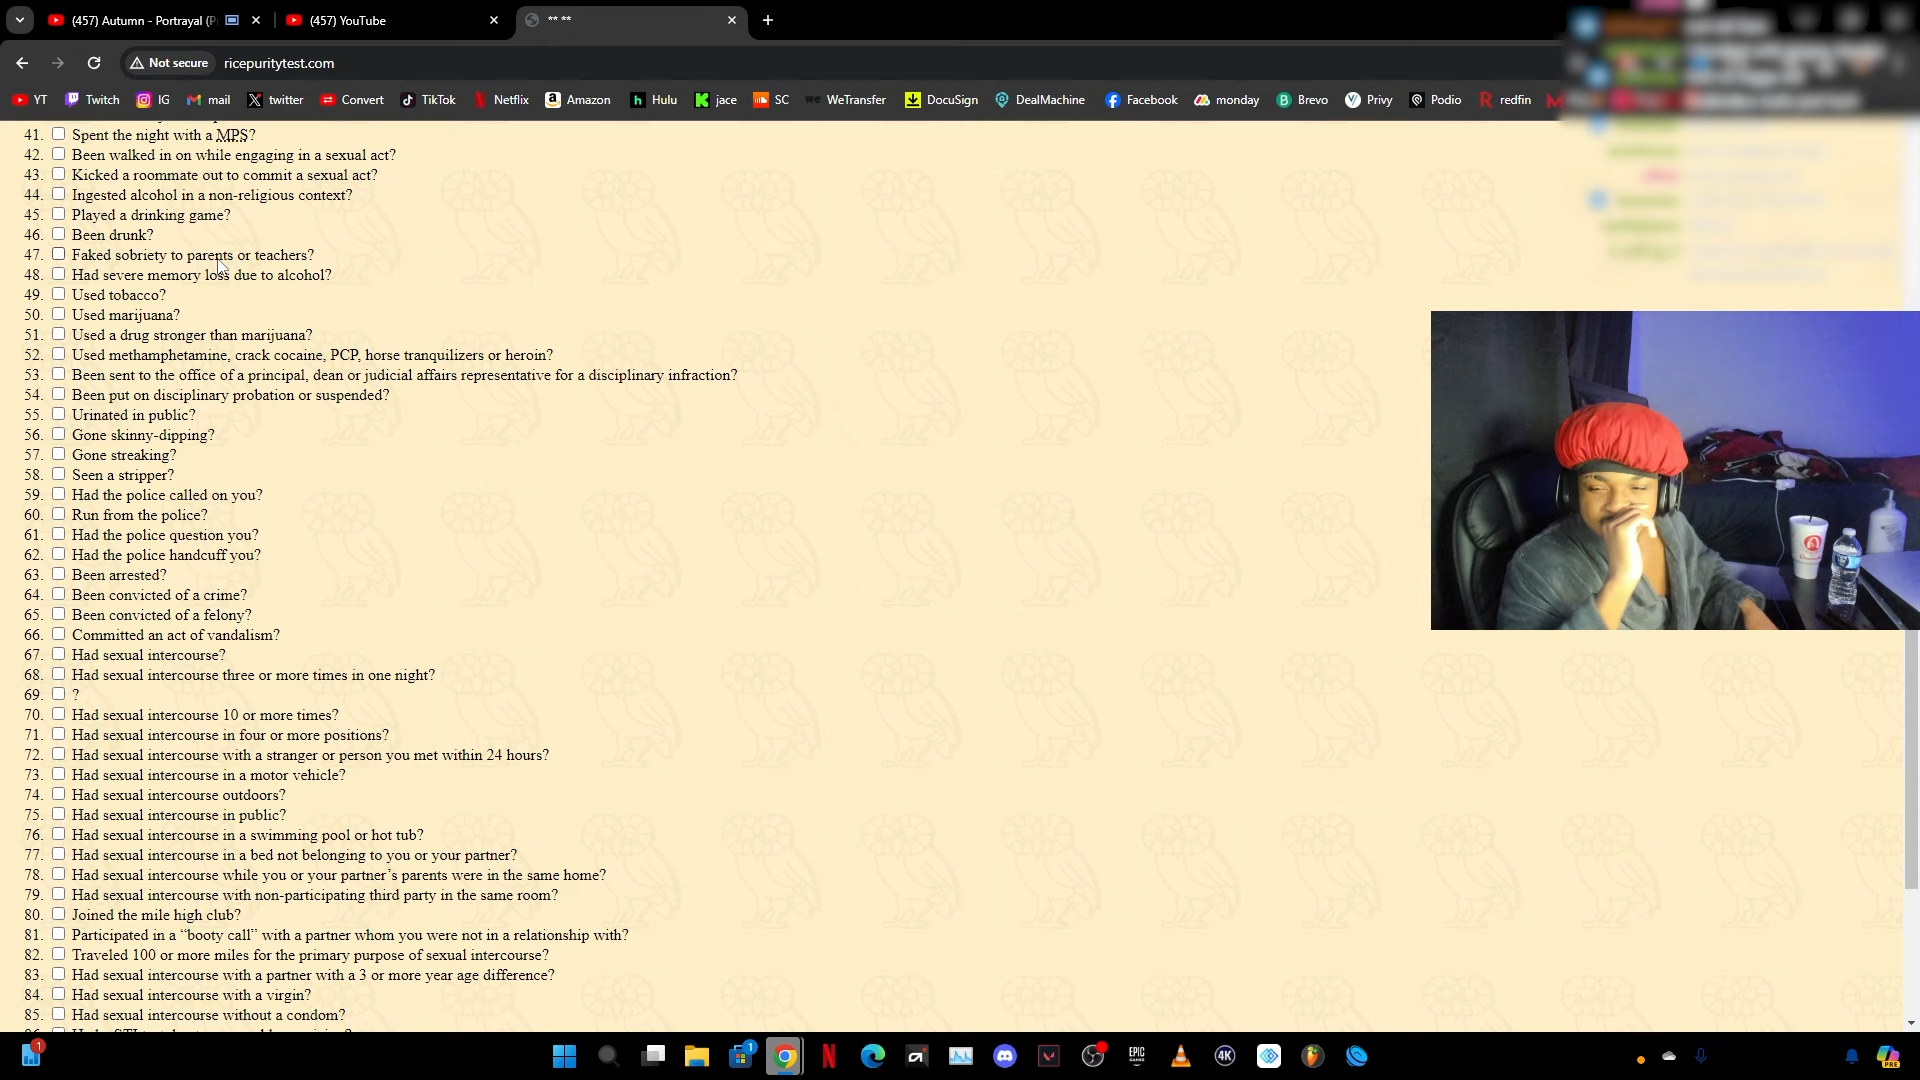 (457) Autumn - Portrayal (P
(457) YouTube
** **
Not secure
ricepuritytest.com
YT
Twitch
IG
mail
twitter
Convert
TikTok
Netflix
Amazon
Hulu
jace
SC
WeTransfer
DocuSign
DealMachine
Facebook
monday
Brevo
Privy
Podio
redfin
41. Spent the night with a MPS?
42. Been walked in on while engaging in a sexual act?
43. Kicked a roommate out to commit a sexual act?
44. Ingested alcohol in a non-religious context?
45. Played a drinking game?
46. Been drunk?
47. Faked sobriety to parents or teachers?
48. Had severe memory loss due to alcohol?
49. Used tobacco?
50. Used marijuana?
51. Used a drug stronger than marijuana?
52. Used methamphetamine, crack cocaine, PCP, horse tranquilizers or heroin?
53. Been sent to the office of a principal, dean or judicial affairs representative for a disciplinary infraction?
54. Been put on disciplinary probation or suspended?
55. Urinated in public?
56. Gone skinny-dipping?
57. Gone streaking?
58. Seen a stripper?
59. Had the police called on you?
60. Run from the police?
61. Had the police question you?
62. Had the police handcuff you?
63. Been arrested?
64. Been convicted of a crime?
65. Been convicted of a felony?
66. Committed an act of vandalism?
67. Had sexual intercourse?
68. Had sexual intercourse three or more times in one night?
69. ?
70. Had sexual intercourse 10 or more times?
71. Had sexual intercourse in four or more positions?
72. Had sexual intercourse with a stranger or person you met within 24 hours?
73. Had sexual intercourse in a motor vehicle?
74. Had sexual intercourse outdoors?
75. Had sexual intercourse in public?
76. Had sexual intercourse in a swimming pool or hot tub?
77. Had sexual intercourse in a bed not belonging to you or your partner?
78. Had sexual intercourse while you or your partner’s parents were in the same home?
79. Had sexual intercourse with non-participating third party in the same room?
80. Joined the mile high club?
81. Participated in a “booty call” with a partner whom you were not in a relationship with?
82. Traveled 100 or more miles for the primary purpose of sexual intercourse?
83. Had sexual intercourse with a partner with a 3 or more year age difference?
84. Had sexual intercourse with a virgin?
85. Had sexual intercourse without a condom?
1
1
EPIC GAMES
4K
PRE